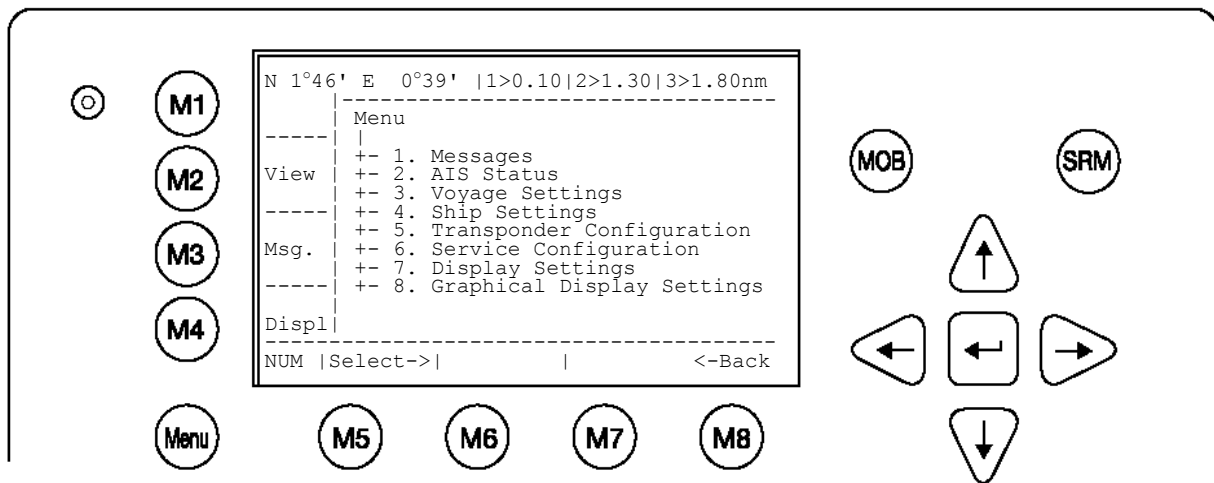 N 1°46' E 0°39' |1>0.10|2>1.30|3>1.80nm
Menu
+- 1. Messages
View | +- 2. AIS Status
+- 3. Voyage Settings
+- 4. Ship Settings
+- 5. Transponder Configuration
Msg. | +- 6. Service Configuration
+- 7. Display Settings
+- 8. Graphical Display Settings
Displ|
NUM |Select->| | <-Back
M1
M2
M3
M4
Menu
M5
M6
M7
M8
MOB
SRM